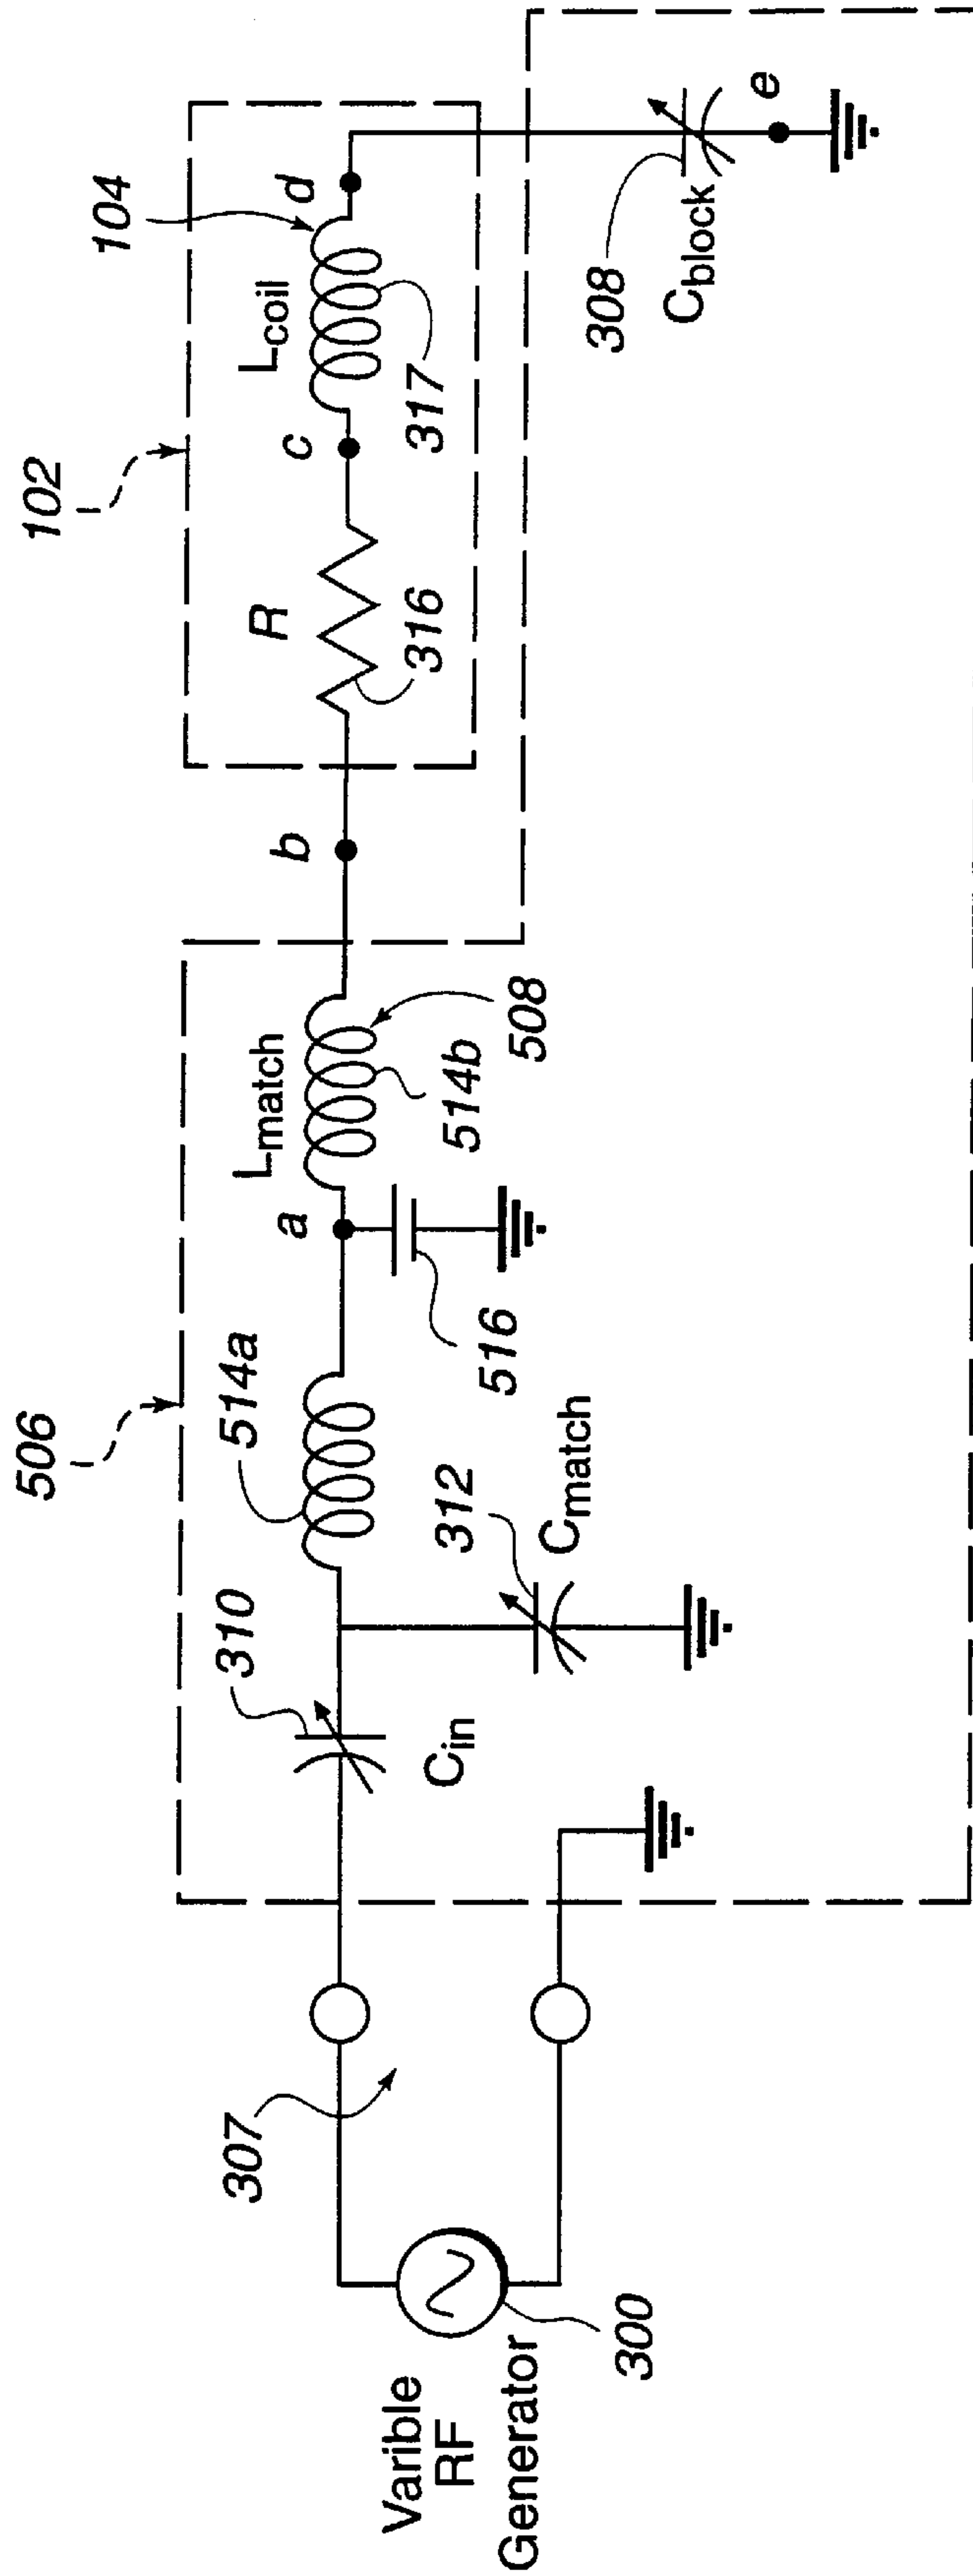 506
102
104
310
514a
a
L_match
b
R
c
L_coil
d
307
C_in
312
C_match
516
514b
508
316
317
308
C_block
e
Varible
RF
Generator
300